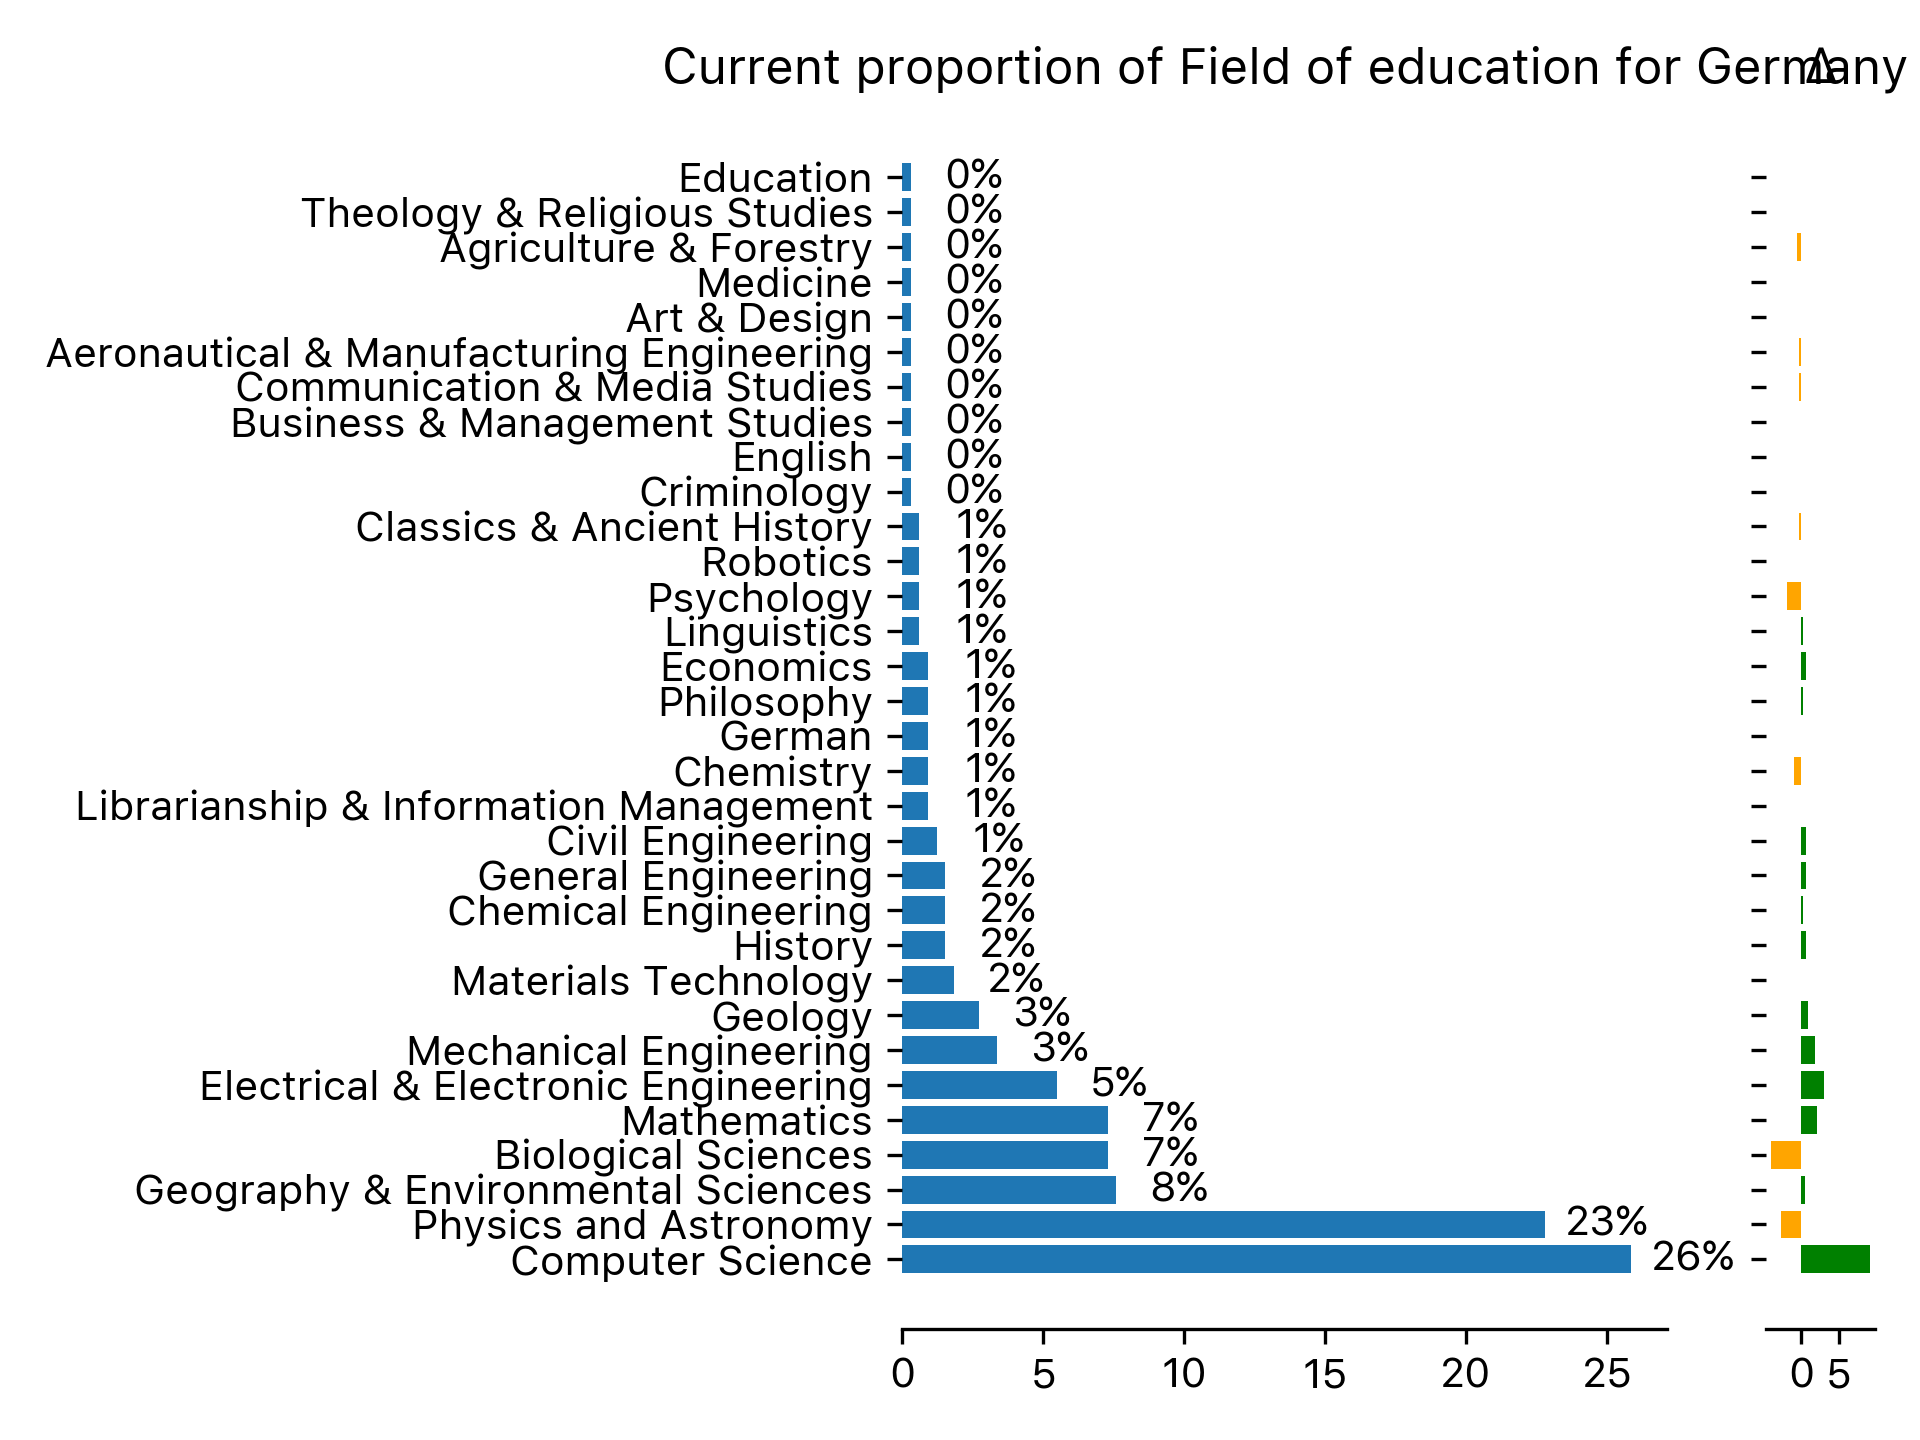 Current proportion of Field of education for Germany
Δ
Education 0%
Theology & Religious Studies 0%
Agriculture & Forestry 0%
Medicine 0%
Art & Design 0%
Aeronautical & Manufacturing Engineering 0%
Communication & Media Studies 0%
Business & Management Studies 0%
English 0%
Criminology 0%
Classics & Ancient History 1%
Robotics 1%
Psychology 1%
Linguistics 1%
Economics 1%
Philosophy 1%
German 1%
Chemistry 1%
Librarianship & Information Management 1%
Civil Engineering 1%
General Engineering 2%
Chemical Engineering 2%
History 2%
Materials Technology 2%
Geology 3%
Mechanical Engineering 3%
Electrical & Electronic Engineering 5%
Mathematics 7%
Biological Sciences 7%
Geography & Environmental Sciences 8%
Physics and Astronomy 23%
Computer Science 26%
0 5 10 15 20 25 0 5